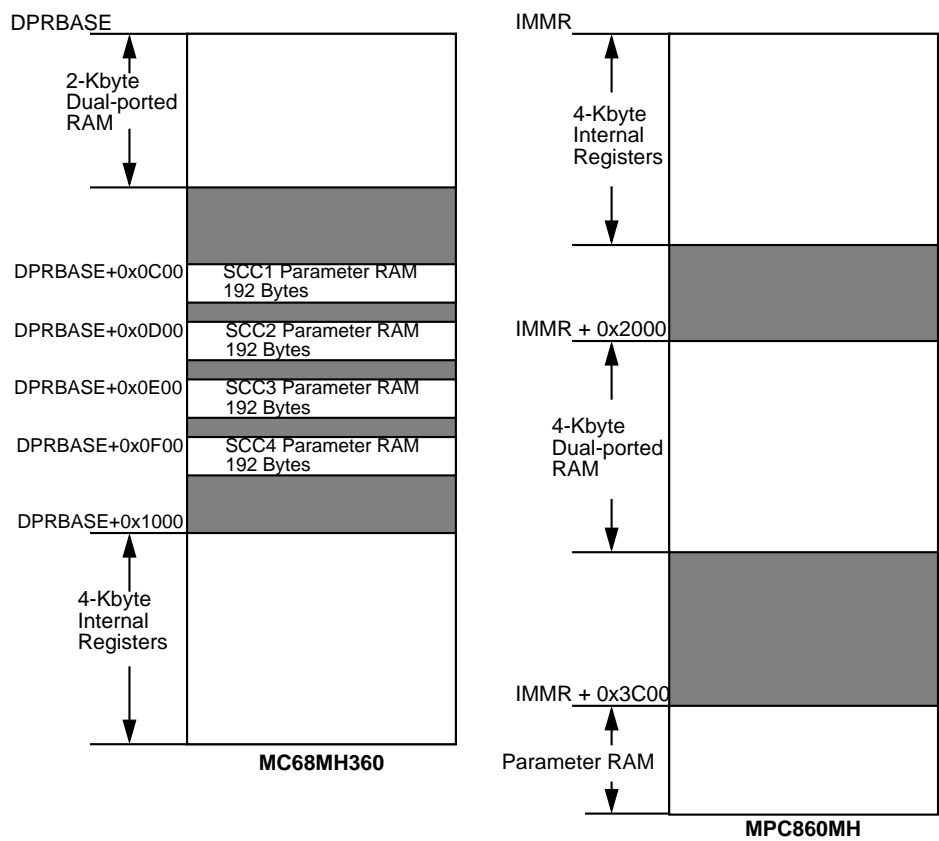 DPRBASE
2-Kbyte
Dual-ported
RAM
DPRBASE+0x0C00
SCC1 Parameter RAM
192 Bytes
DPRBASE+0x0D00
SCC2 Parameter RAM
192 Bytes
DPRBASE+0x0E00
SCC3 Parameter RAM
192 Bytes
DPRBASE+0x0F00
SCC4 Parameter RAM
192 Bytes
DPRBASE+0x1000
4-Kbyte
Internal
Registers
MC68MH360
IMMR
4-Kbyte
Internal
Registers
IMMR + 0x2000
4-Kbyte
Dual-ported
RAM
IMMR + 0x3C00
Parameter RAM
MPC860MH